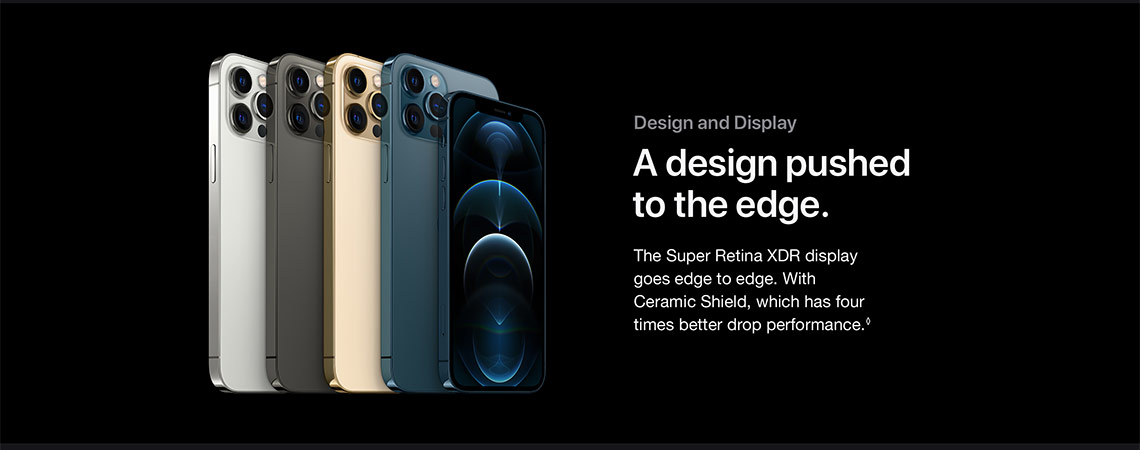 Design and Display
A design pushed
to the edge.
The Super Retina XDR display
goes edge to edge. With
Ceramic Shield, which has four
times better drop performance.◊